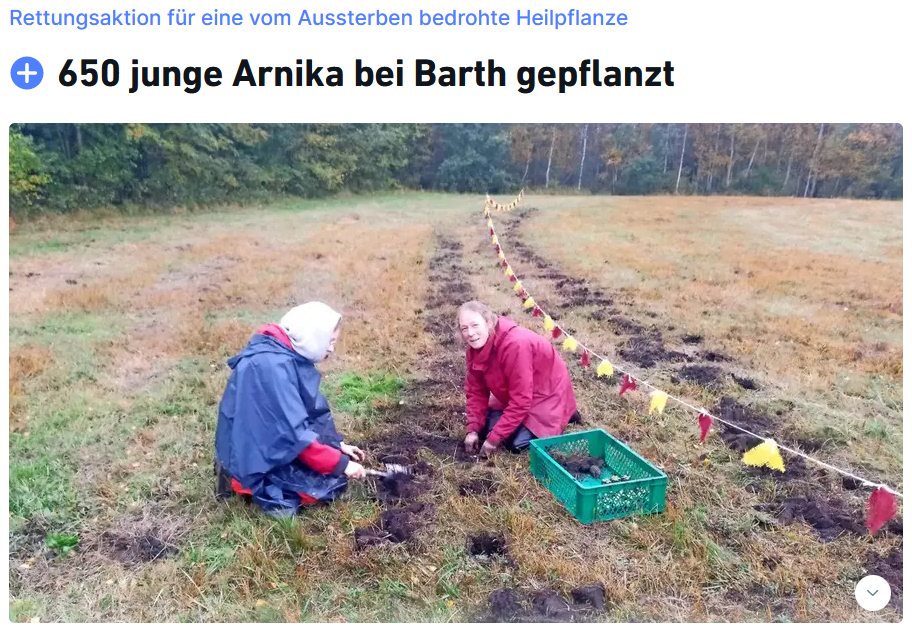 Rettungsaktion für eine vom Aussterben bedrohte Heilpflanze
650 junge Arnika bei Barth gepflanzt